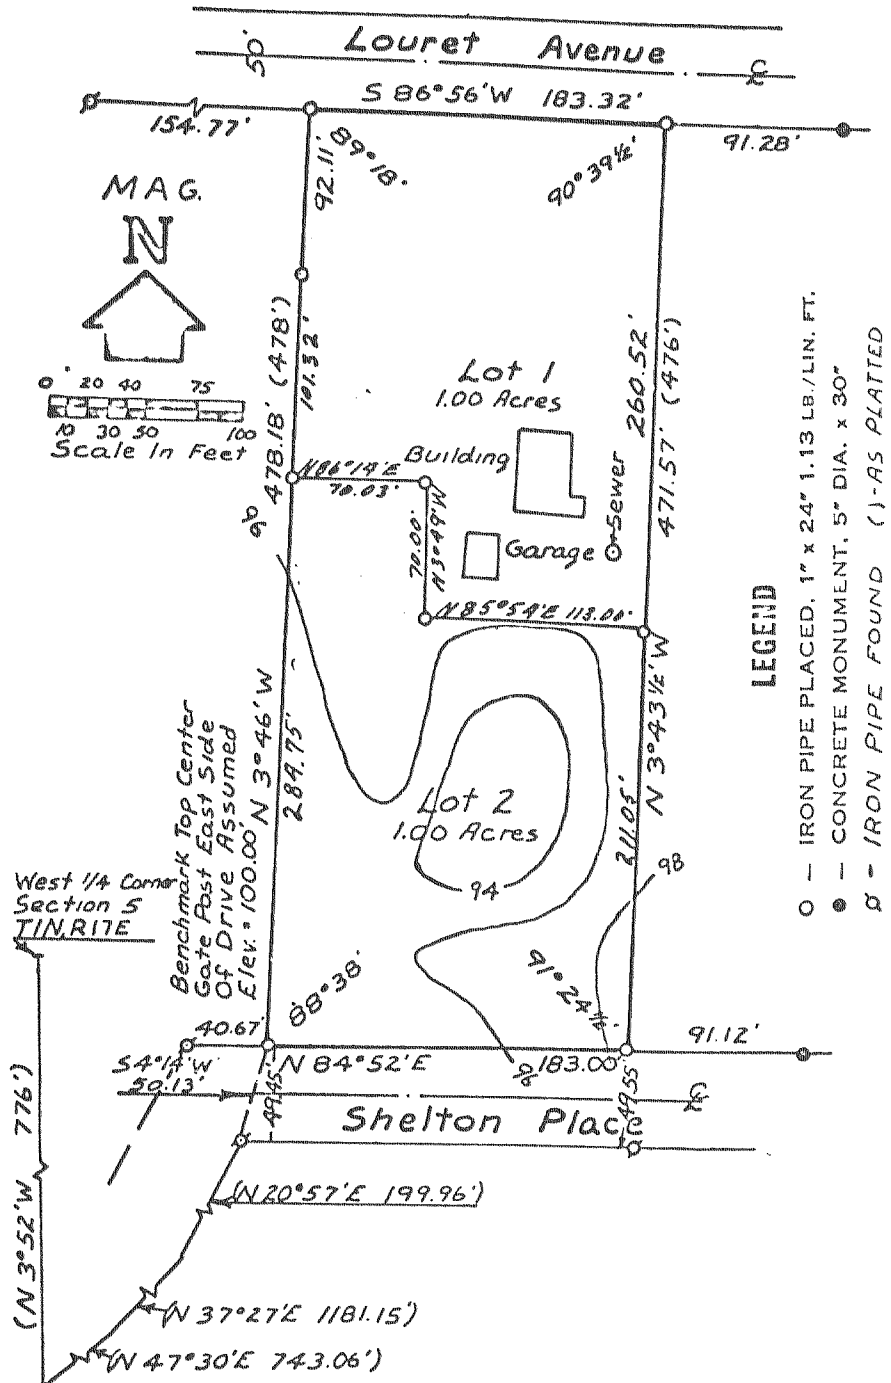 Louret Avenue
50'
℄
S 86°56'W 183.32'
154.77'
91.28'
89°18'
90°39½'
92.11'
MAG.
N
0 20 40 75
10 30 50 100
Scale In Feet
478.18' (478')
101.32'
Lot 1
1.00 Acres
260.52'
471.57' (476')
Building
N86°14'E
70.03'
Sewer
Garage
70.00'
N3°49'W
N 85°54'E 113.00'
98
N 3°46'W
284.75'
N 3°43½'W
211.05'
Lot 2
1.00 Acres
94
98
Benchmark Top Center
Gate Post East Side
Of Drive Assumed
Elev.= 100.00'
West 1/4 Corner
Section 5
T1N,R17E
88°38'
91°24½'
40.67'
N 84°52'E
183.00'
91.12'
S4°14'W
50.13'
49.45'
49.55'
℄
Shelton Place
(N 3°52'W 776')
(N 20°57'E 199.96')
(N 37°27'E 1181.15')
(N 47°30'E 743.06')
LEGEND
O – IRON PIPE PLACED, 1" x 24" 1.13 LB./LIN. FT.
● – CONCRETE MONUMENT, 5" DIA. x 30"
Ø – IRON PIPE FOUND ( )-AS PLATTED